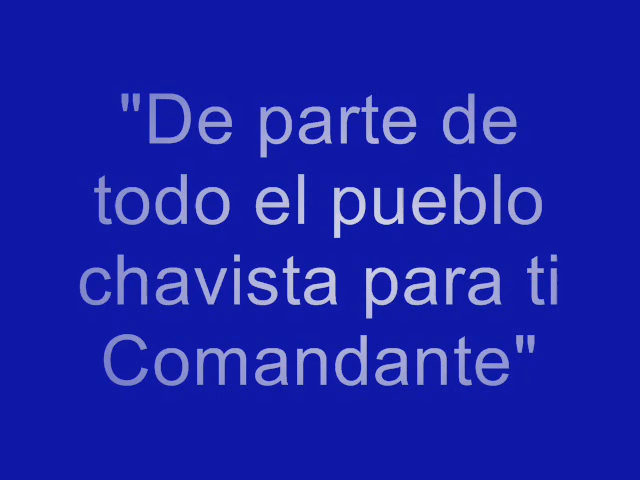 "De parte de
todo el pueblo
chavista para ti
Comandante"